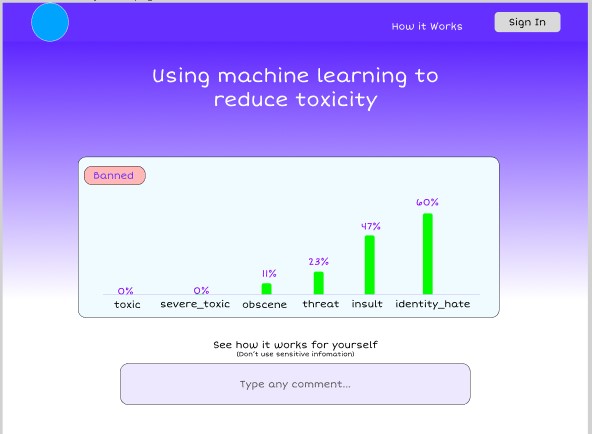 How it Works
Sign In
Using machine learning to
reduce toxicity
Banned
0%
0%
11%
23%
47%
60%
toxic
severe_toxic
obscene
threat
insult
identity_hate
See how it works for yourself
(Don't use sensitive infomation)
Type any comment...